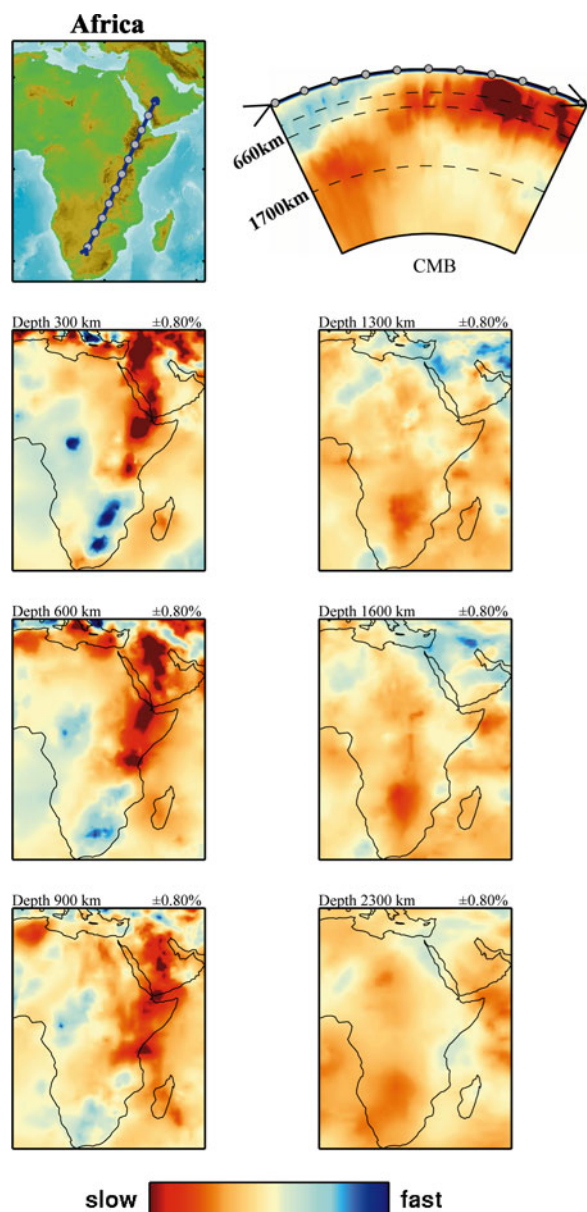 Africa
660km
1700km
CMB
Depth 300 km ±0.80%
Depth 1300 km ±0.80%
Depth 600 km ±0.80%
Depth 1600 km ±0.80%
Depth 900 km ±0.80%
Depth 2300 km ±0.80%
slow fast